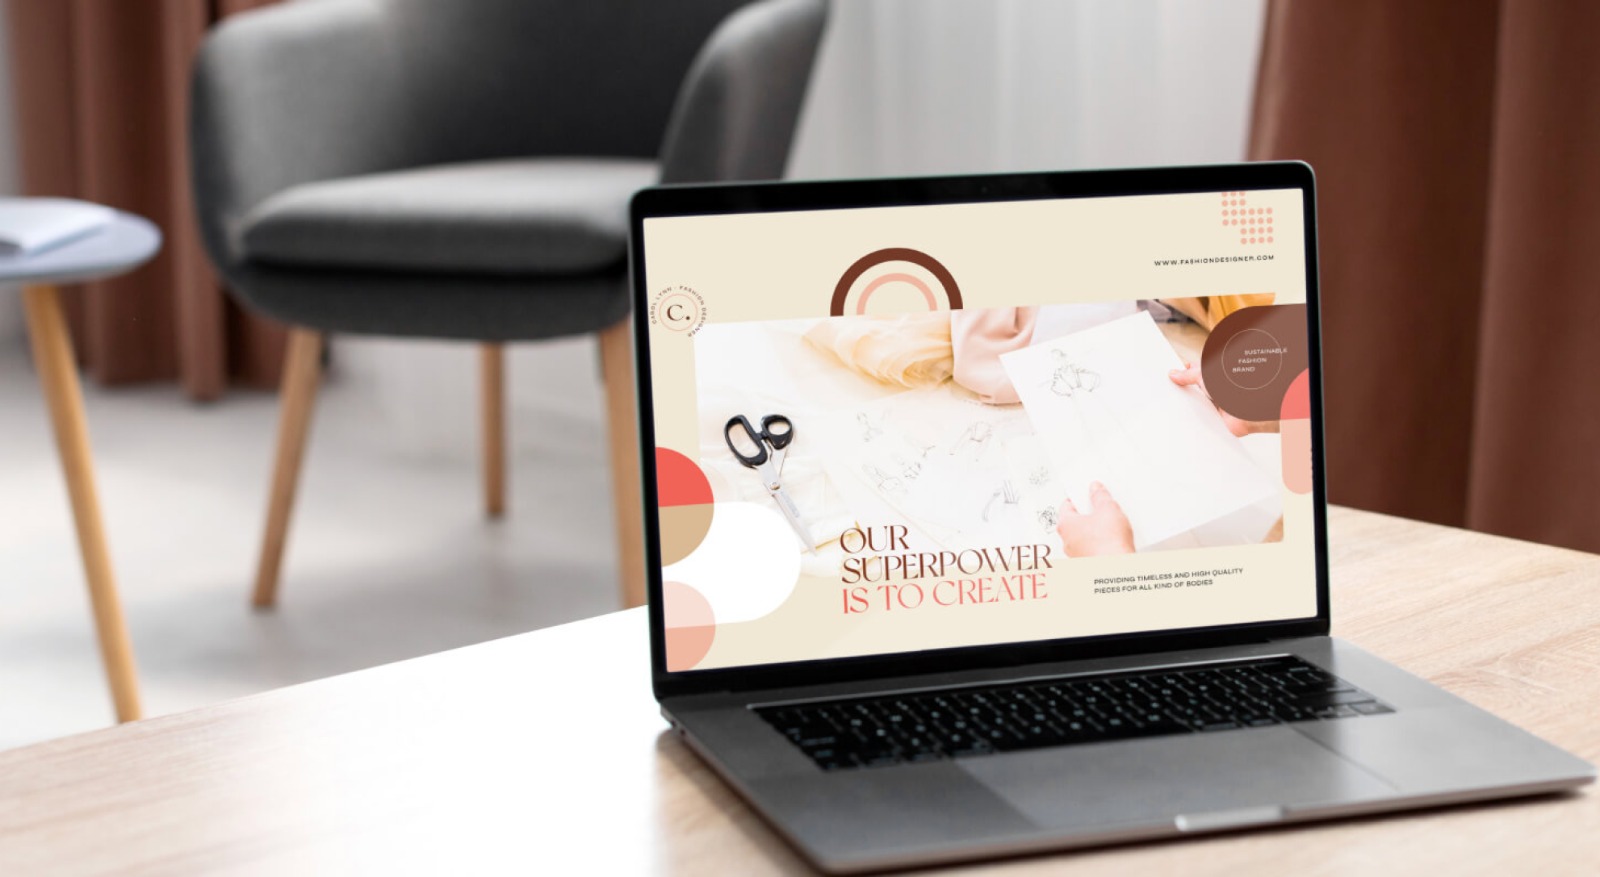 WWW.FASHIONDESIGNER.COM
CAROL LYNN · FASHION DESIGNER
C.
SUSTAINABLE
FASHION
BRAND
OUR
SUPERPOWER
IS TO CREATE
PROVIDING TIMELESS AND HIGH QUALITY
PIECES FOR ALL KIND OF BODIES